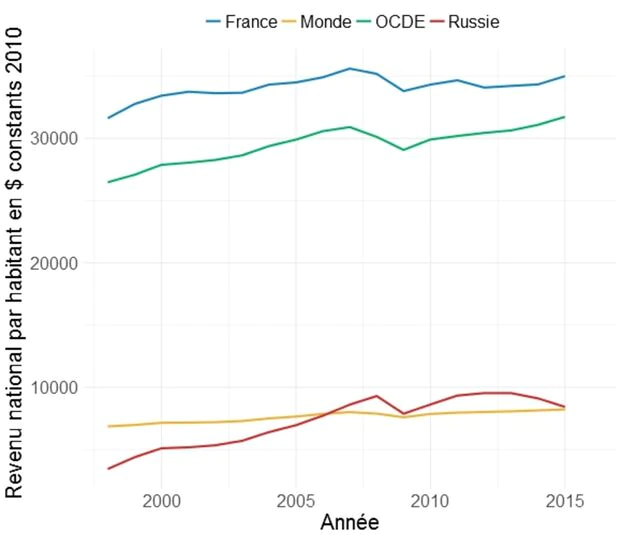 France Monde OCDE Russie
Revenu national par habitant en $ constants 2010
30000
20000
10000
2000 2005 2010 2015
Année